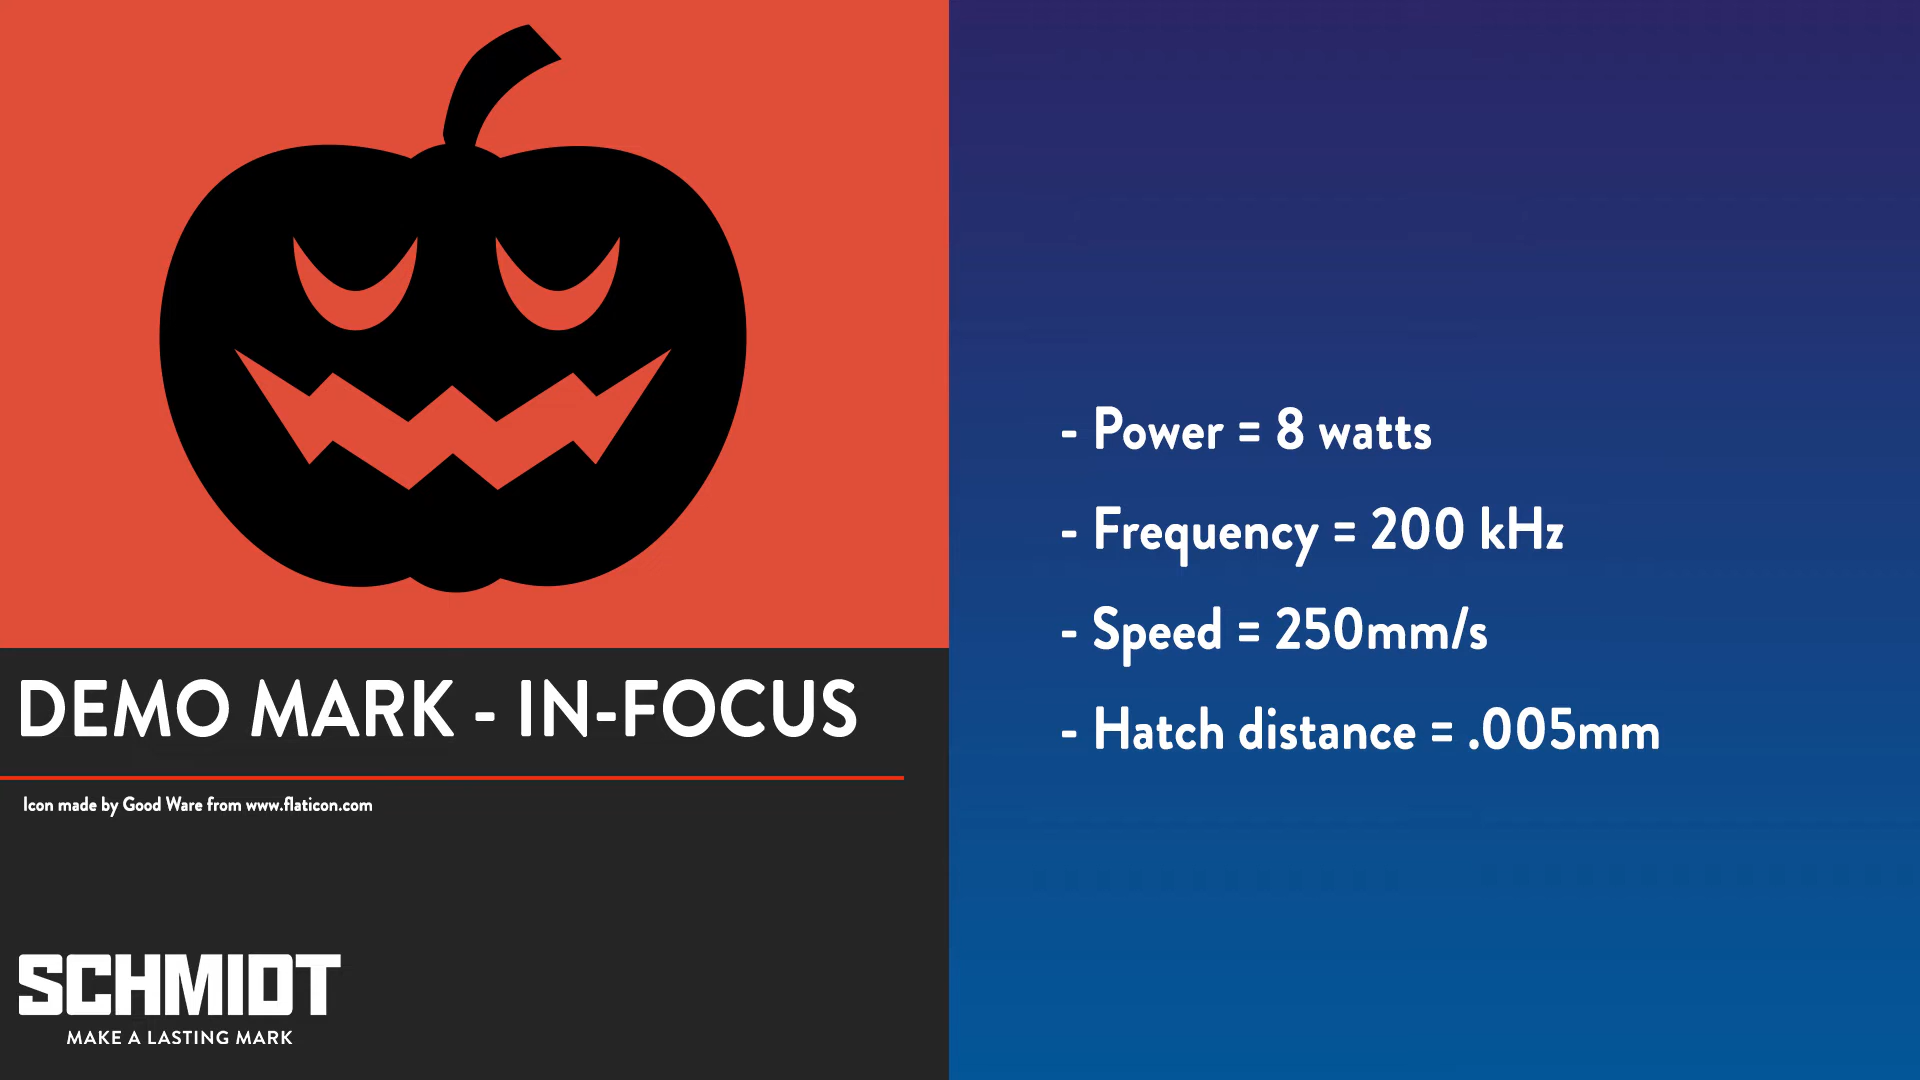 DEMO MARK - IN-FOCUS
Icon made by Good Ware from www.flaticon.com
SCHMIDT
MAKE A LASTING MARK
- Power = 8 watts
- Frequency = 200 kHz
- Speed = 250mm/s
- Hatch distance = .005mm